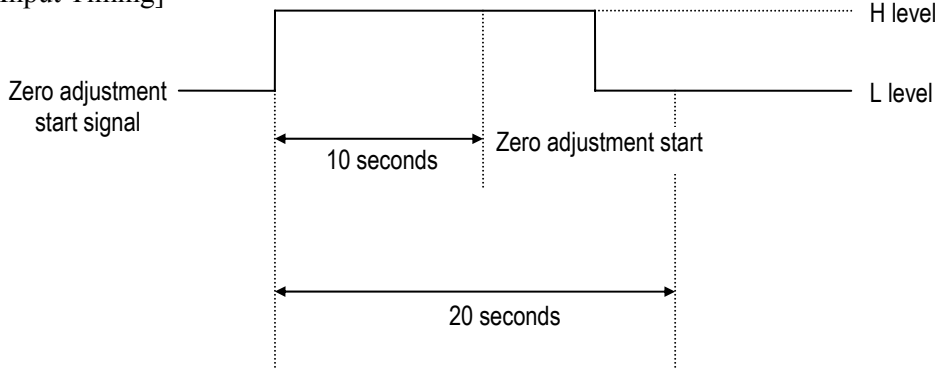 Input Timing]
H level
Zero adjustment
start signal
L level
10 seconds
Zero adjustment start
20 seconds